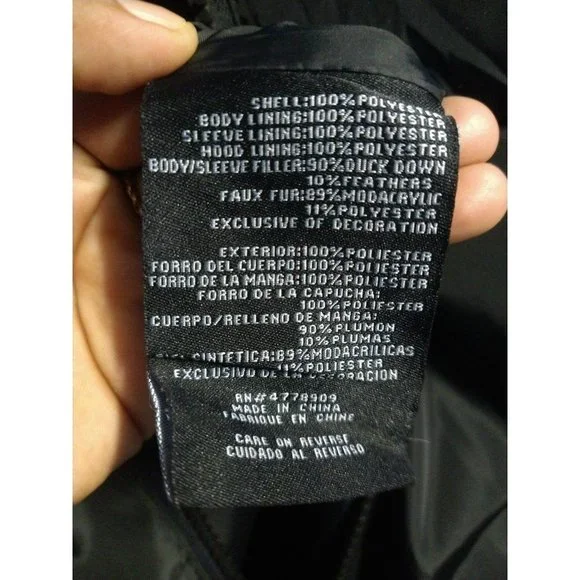 SHELL:100%POLYESTER
BODY LINING:100%POLYESTER
SLEEVE LINING:100%POLYESTER
HOOD LINING:100%POLYESTER
BODY/SLEEVE FILLER:90%DUCK DOWN
10%FEATHERS
FAUX FUR:89%MODACRYLIC
11%POLYESTER
EXCLUSIVE OF DECORATION
EXTERIOR:100%POLIESTER
FORRO DEL CUERPO:100%POLIESTER
FORRO DE LA MANGA:100%POLIESTER
FORRO DE LA CAPUCHA:
100%POLIESTER
CUERPO/RELLENO DE MANGA:
90%PLUMON
10%PLUMAS
SINTETICA:89%MODACRILICAS
11%POLIESTER
EXCLUSIVO DE LA DECORACION
RN#4778909
MADE IN CHINA
FABRIQUE EN CHINE
CARE ON REVERSE
CUIDADO AL REVERSO